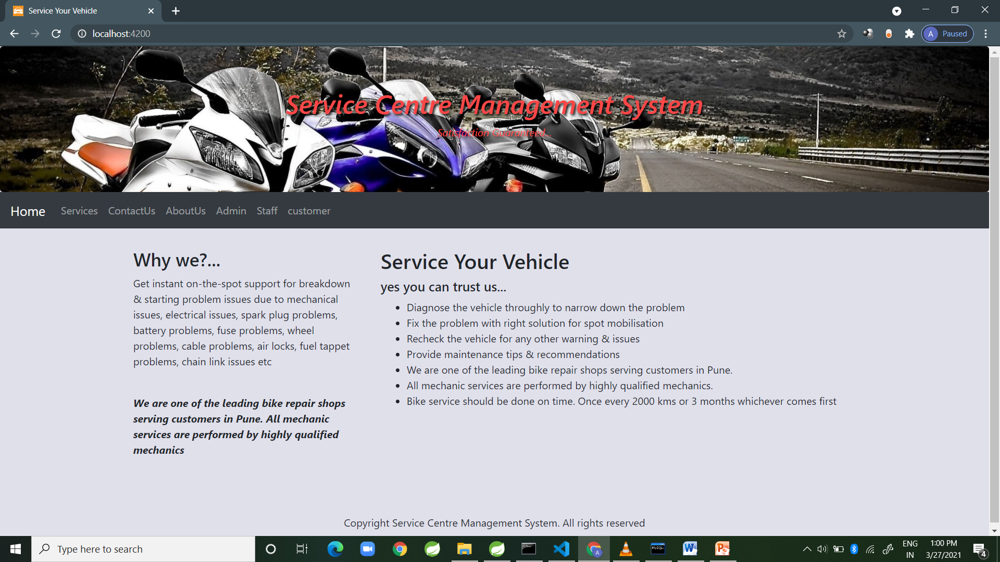 Service Your Vehicle
localhost:4200
A Paused
Service Centre Management System
Satisfaction Guaranteed...
HONDA
Home Services ContactUs AboutUs Admin Staff customer
Why we?...
Get instant on-the-spot support for breakdown
& starting problem issues due to mechanical
issues, electrical issues, spark plug problems,
battery problems, fuse problems, wheel
problems, cable problems, air locks, fuel tappet
problems, chain link issues etc
We are one of the leading bike repair shops
serving customers in Pune. All mechanic
services are performed by highly qualified
mechanics
Service Your Vehicle
yes you can trust us...
Diagnose the vehicle throughly to narrow down the problem
Fix the problem with right solution for spot mobilisation
Recheck the vehicle for any other warning & issues
Provide maintenance tips & recommendations
We are one of the leading bike repair shops serving customers in Pune.
All mechanic services are performed by highly qualified mechanics.
Bike service should be done on time. Once every 2000 kms or 3 months whichever comes first
Copyright Service Centre Management System. All rights reserved
Type here to search
ENG
IN
1:00 PM
3/27/2021
4